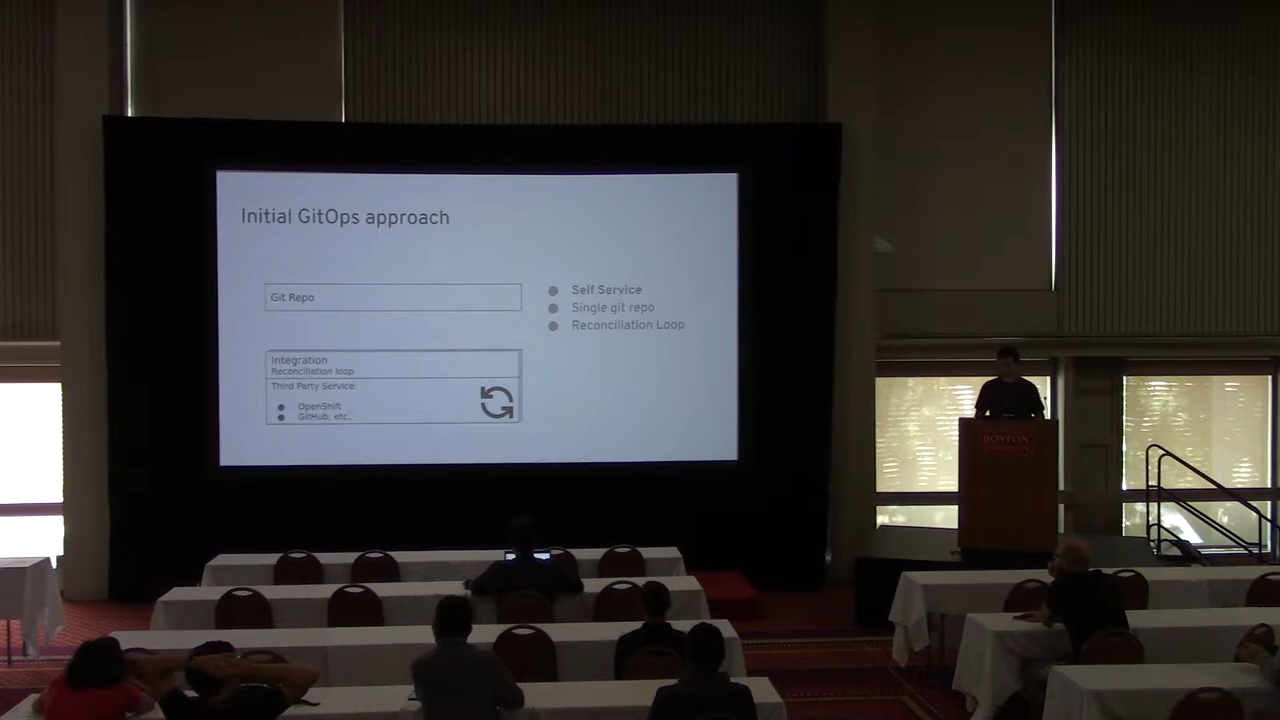 Initial GitOps approach
Git Repo
Integration
Reconciliation loop
Third Party Service:
OpenShift
GitHub, etc..
Self Service
Single git repo
Reconciliation Loop
BOSTON
UNIVERSITY